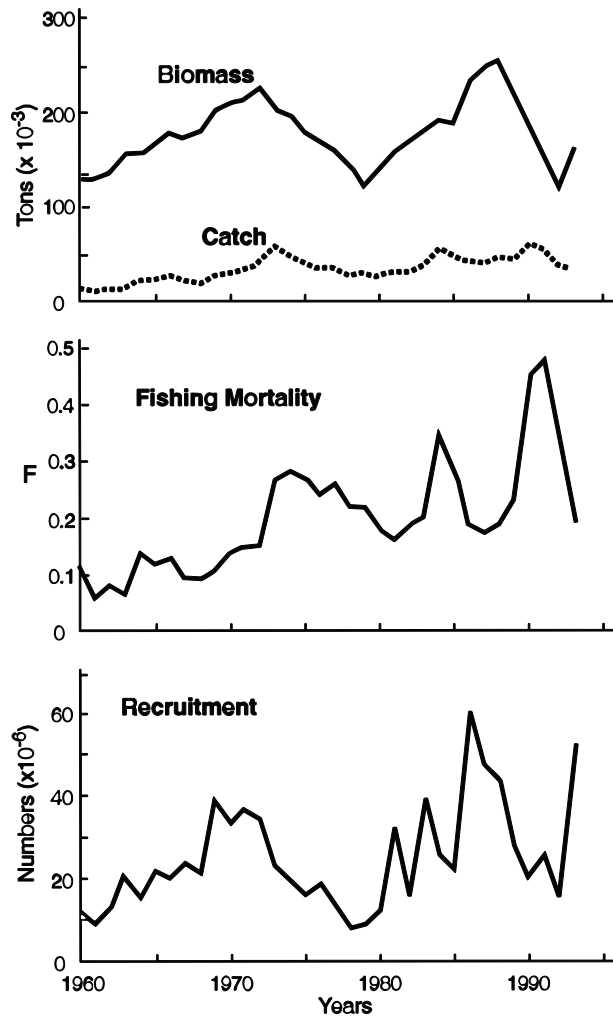 300
Biomass
200
Tons (x 10-3)
100
Catch
0
0.5
Fishing Mortality
0.4
0.3
F
0.2
0.1
0
Recruitment
60
Numbers (x10-6)
40
20
0
1960 1970 1980 1990
Years